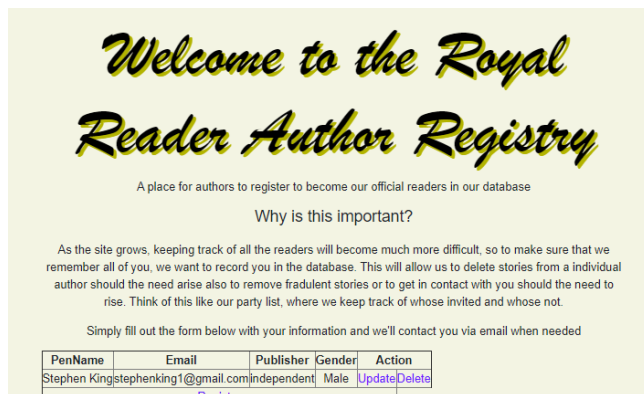 Welcome to the Royal
Reader Author Registry
A place for authors to register to become our official readers in our database
Why is this important?
As the site grows, keeping track of all the readers will become much more difficult, so to make sure that we
remember all of you, we want to record you in the database. This will allow us to delete stories from a individual
author should the need arise also to remove fradulent stories or to get in contact with you should the need to
rise. Think of this like our party list, where we keep track of whose invited and whose not.
Simply fill out the form below with your information and we'll contact you via email when needed
PenName Email Publisher Gender Action
Stephen King stephenking1@gmail.com independent Male Update Delete